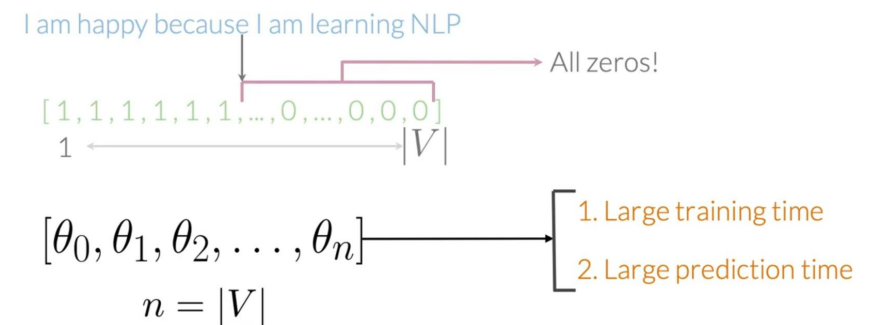 I am happy because I am learning NLP
All zeros!
[1,1,1,1,1,1,...,0,...,0,0,0]
1 |V|
[θ₀, θ₁, θ₂, . . . , θₙ]
1. Large training time
2. Large prediction time
n = |V|